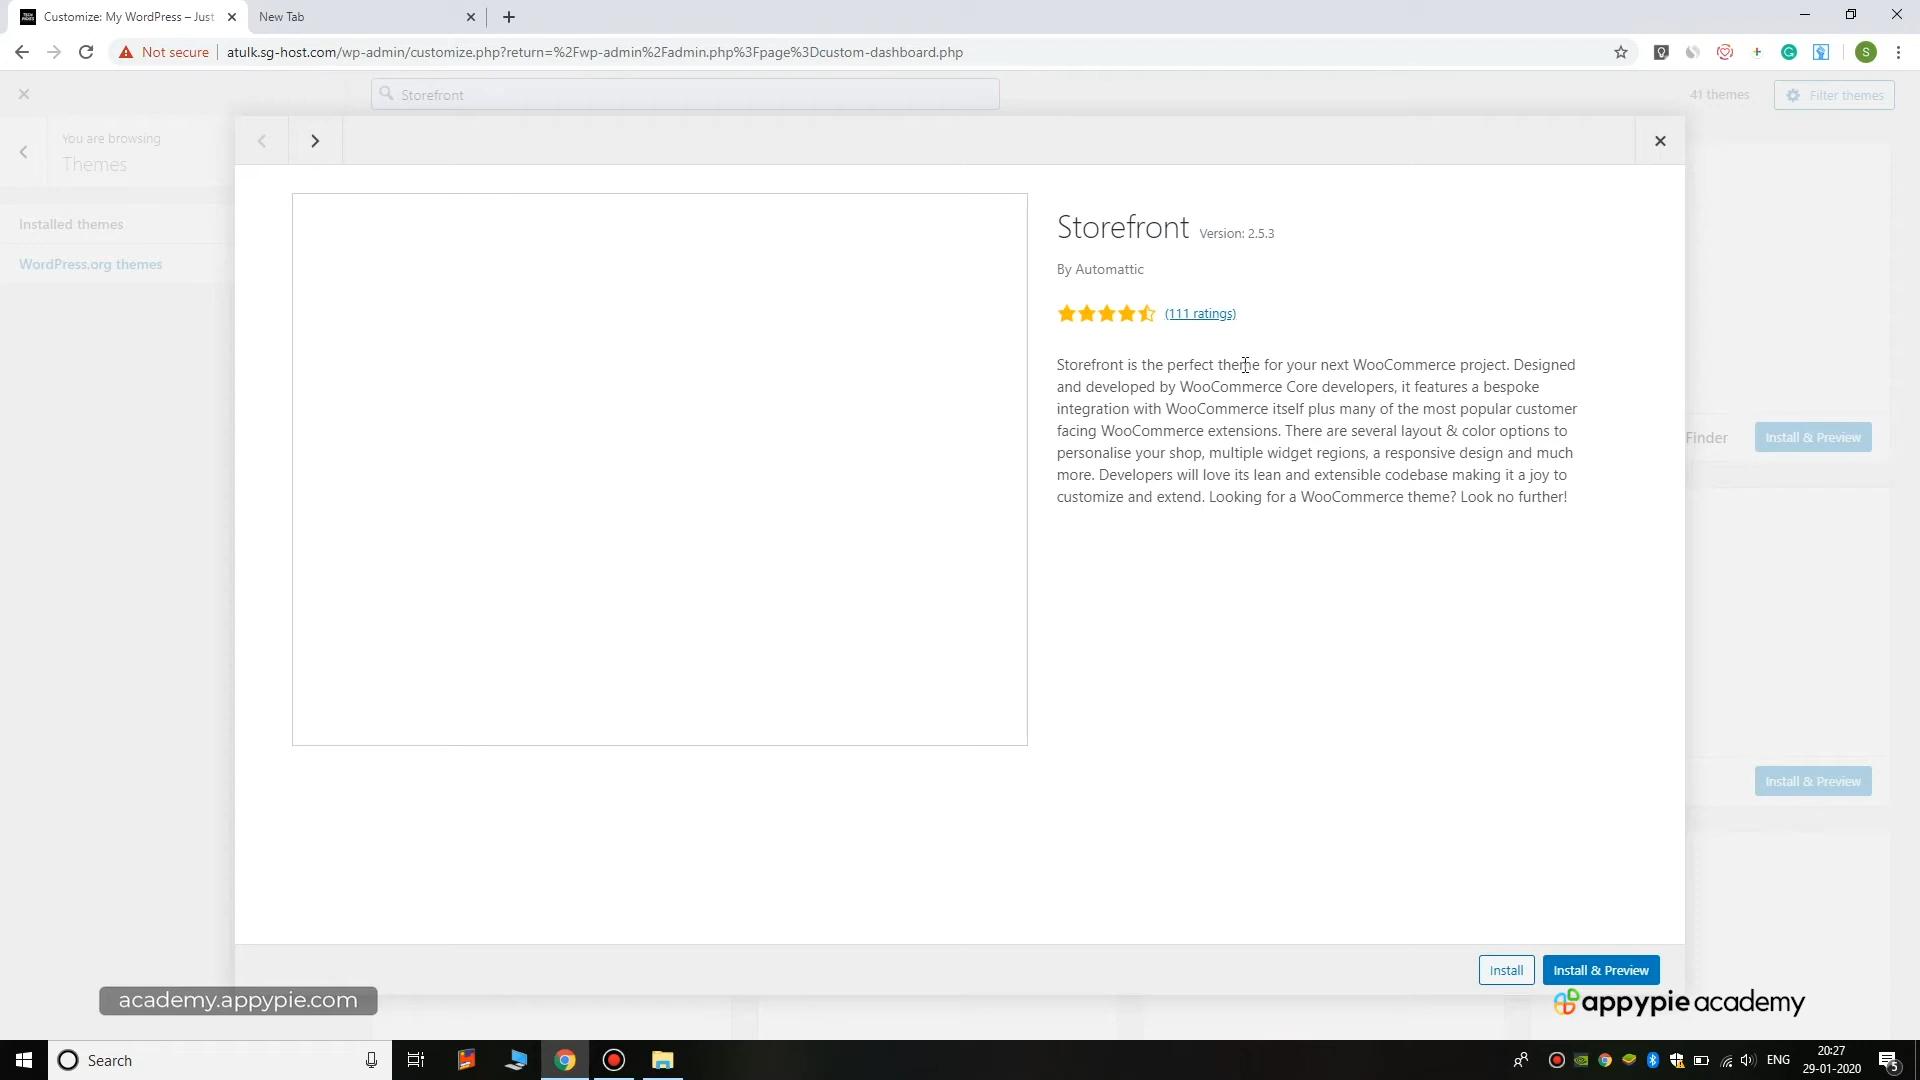 Customize: My WordPress – Just
New Tab
Not secure
atulk.sg-host.com/wp-admin/customize.php?return=%2Fwp-admin%2Fadmin.php%3Fpage%3Dcustom-dashboard.php
S
Storefront
41 themes
Filter themes
You are browsing
Themes
Installed themes
WordPress.org themes
Storefront Version: 2.5.3
By Automattic
(111 ratings)
Storefront is the perfect theme for your next WooCommerce project. Designed
and developed by WooCommerce Core developers, it features a bespoke
integration with WooCommerce itself plus many of the most popular customer
facing WooCommerce extensions. There are several layout & color options to
personalise your shop, multiple widget regions, a responsive design and much
more. Developers will love its lean and extensible codebase making it a joy to
customize and extend. Looking for a WooCommerce theme? Look no further!
Finder
Install & Preview
Install & Preview
Install
Install & Preview
academy.appypie.com
appypie academy
Search
ENG
20:27
29-01-2020
5